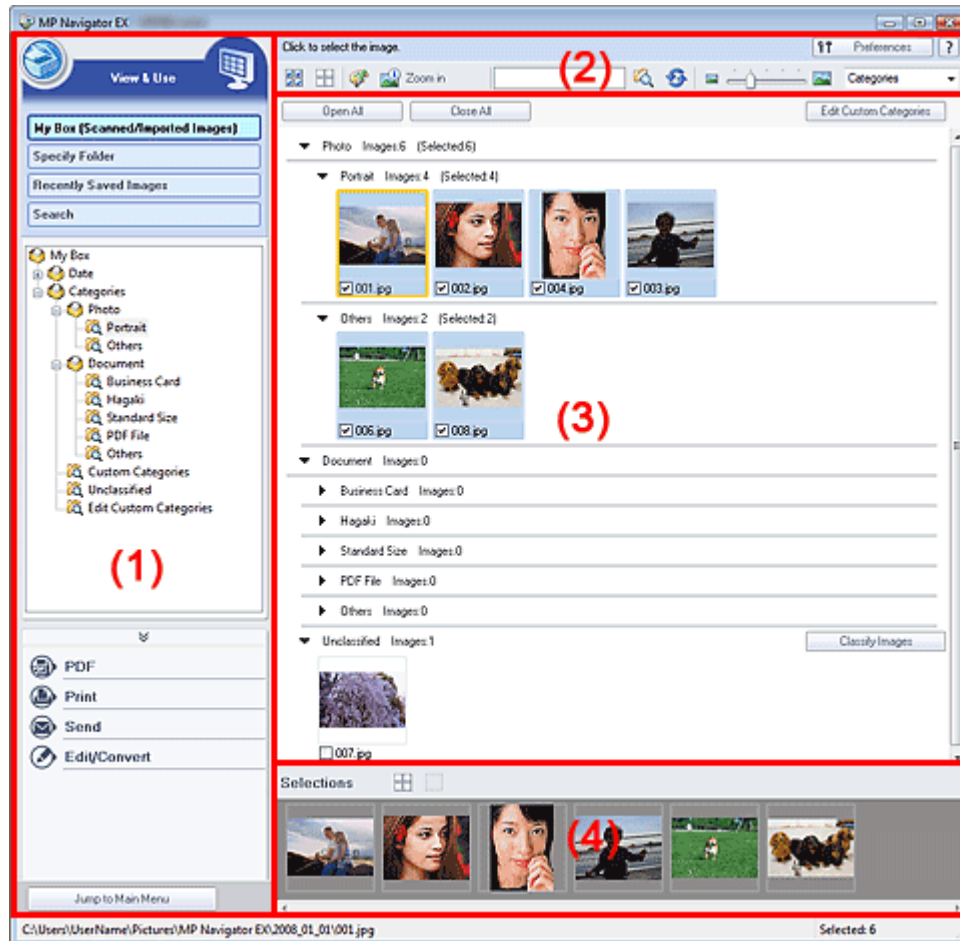 MP Navigator EX
View & Use
My Box (Scanned/Imported Images)
Specify Folder
Recently Saved Images
Search
My Box
Date
Categories
Photo
Portrait
Others
Document
Business Card
Hagaki
Standard Size
PDF File
Others
Custom Categories
Unclassified
Edit Custom Categories
(1)
PDF
Print
Send
Edit/Convert
Jump to Main Menu
Click to select the image.
Preferences ?
Zoom in
(2)
Categories
Open All Close All Edit Custom Categories
Photo Images:6 (Selected:6)
Portrait Images:4 (Selected:4)
001.jpg 002.jpg 004.jpg 003.jpg
Others Images:2 (Selected:2)
006.jpg 008.jpg
(3)
Document Images:0
Business Card Images:0
Hagaki Images:0
Standard Size Images:0
PDF File Images:0
Others Images:0
Unclassified Images:1 Classify Images
007.jpg
Selections
(4)
C:\Users\UserName\Pictures\MP Navigator EX\2008_01_01\001.jpg Selected: 6